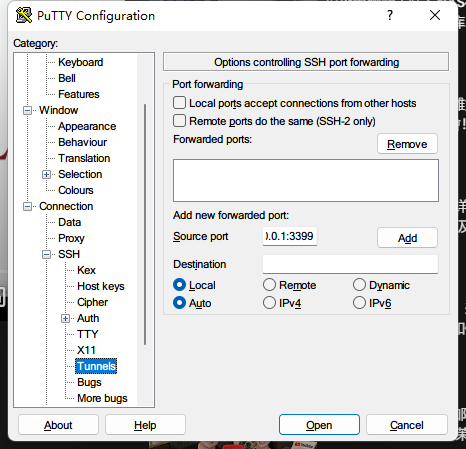 PuTTY Configuration
?
Category:
Keyboard
Bell
Features
Window
Appearance
Behaviour
Translation
Selection
Colours
Connection
Data
Proxy
SSH
Kex
Host keys
Cipher
Auth
TTY
X11
Tunnels
Bugs
More bugs
Options controlling SSH port forwarding
Port forwarding
Local ports accept connections from other hosts
Remote ports do the same (SSH-2 only)
Forwarded ports:
Remove
Add new forwarded port:
Source port
.0.1:3399
Add
Destination
Local
Remote
Dynamic
Auto
IPv4
IPv6
About
Help
Open
Cancel